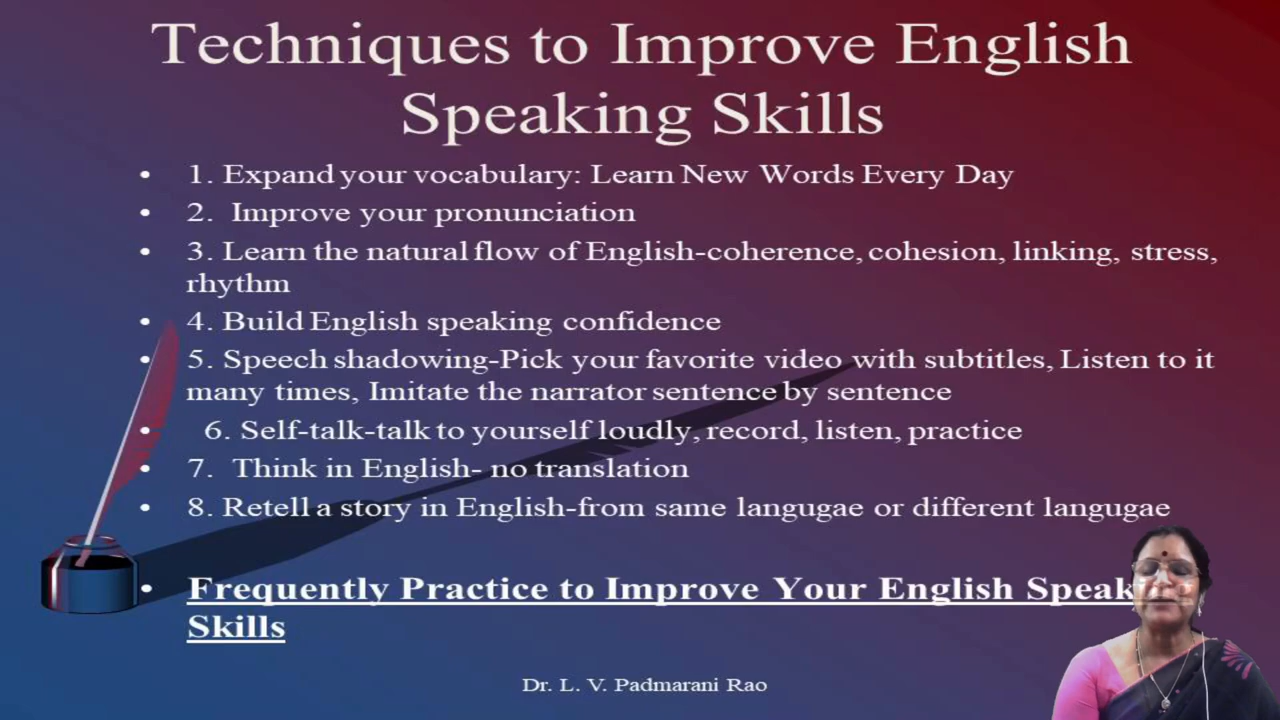 Techniques to Improve English
Speaking Skills
• 1. Expand your vocabulary: Learn New Words Every Day
• 2. Improve your pronunciation
• 3. Learn the natural flow of English-coherence, cohesion, linking, stress,
rhythm
• 4. Build English speaking confidence
• 5. Speech shadowing-Pick your favorite video with subtitles, Listen to it
many times, Imitate the narrator sentence by sentence
• 6. Self-talk-talk to yourself loudly, record, listen, practice
• 7. Think in English- no translation
• 8. Retell a story in English-from same langugae or different langugae
• Frequently Practice to Improve Your English Speak
Skills
Dr. L. V. Padmarani Rao